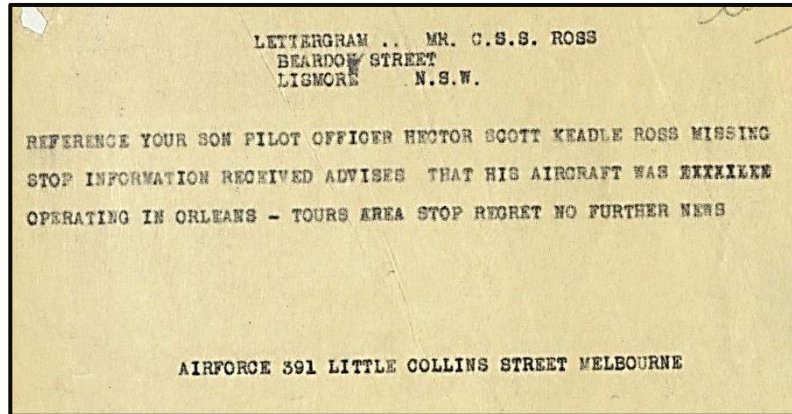 LETTERGRAM .. MR. C.S.S. ROSS
BEARDOW STREET
LISMORE N.S.W.
REFERENCE YOUR SON PILOT OFFICER HECTOR SCOTT KEADLE ROSS MISSING
STOP INFORMATION RECEIVED ADVISES THAT HIS AIRCRAFT WAS
OPERATING IN ORLEANS - TOURS AREA STOP REGRET NO FURTHER NEWS
AIRFORCE 391 LITTLE COLLINS STREET MELBOURNE